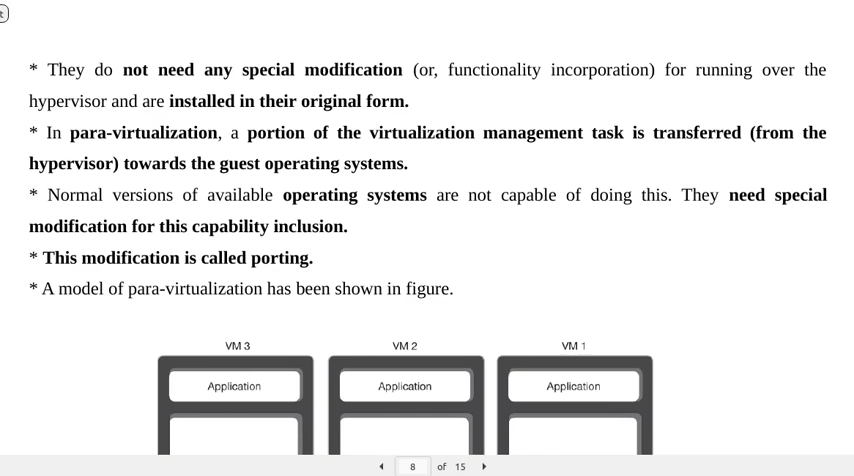 t
* They do not need any special modification (or, functionality incorporation) for running over the
hypervisor and are installed in their original form.
* In para-virtualization, a portion of the virtualization management task is transferred (from the
hypervisor) towards the guest operating systems.
* Normal versions of available operating systems are not capable of doing this. They need special
modification for this capability inclusion.
* This modification is called porting.
* A model of para-virtualization has been shown in figure.
VM 3 VM 2 VM 1
Application Application Application
8 of 15